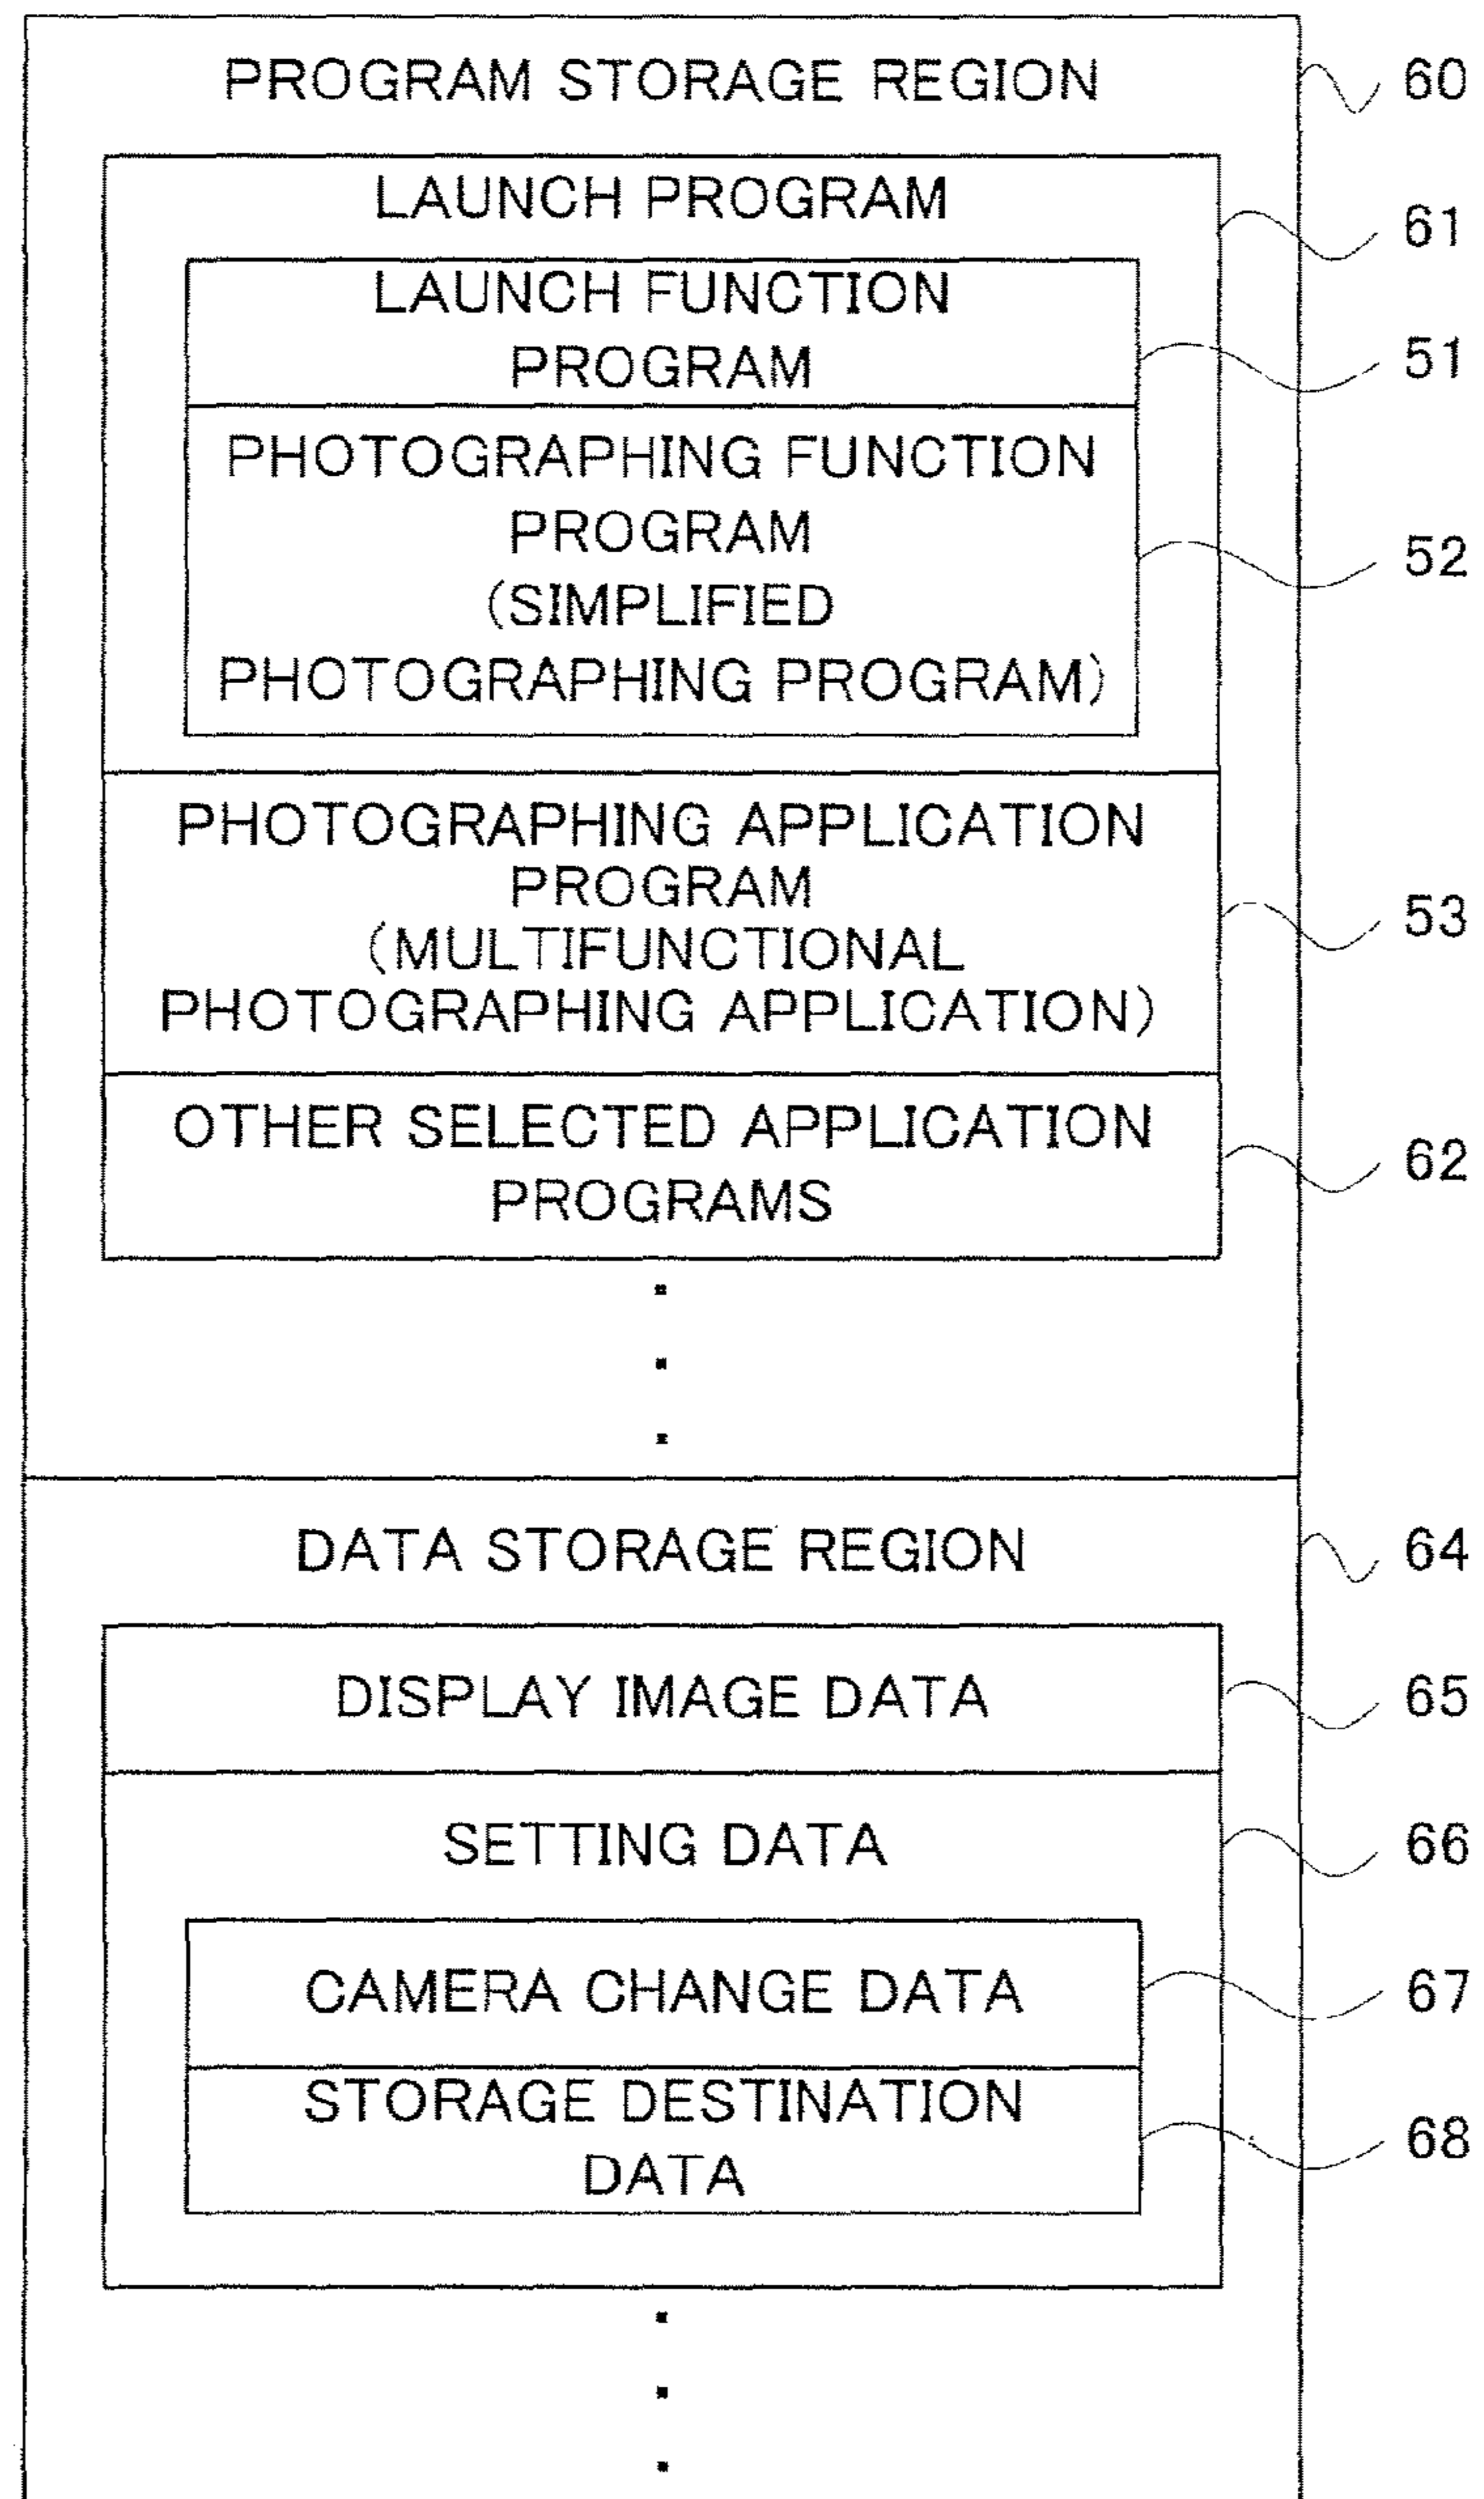 PROGRAM STORAGE REGION 60
LAUNCH PROGRAM 61
LAUNCH FUNCTION
PROGRAM 51
PHOTOGRAPHING FUNCTION
PROGRAM 52
(SIMPLIFIED
PHOTOGRAPHING PROGRAM)
PHOTOGRAPHING APPLICATION
PROGRAM 53
(MULTIFUNCTIONAL
PHOTOGRAPHING APPLICATION)
OTHER SELECTED APPLICATION 62
PROGRAMS
DATA STORAGE REGION 64
DISPLAY IMAGE DATA 65
SETTING DATA 66
CAMERA CHANGE DATA 67
STORAGE DESTINATION 68
DATA